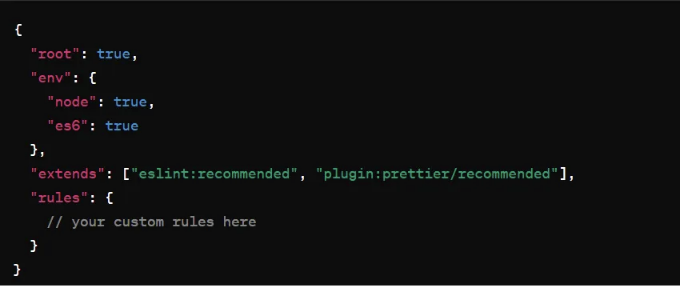 {
"root": true,
"env": {
"node": true,
"es6": true
},
"extends": ["eslint:recommended", "plugin:prettier/recommended"],
"rules": {
// your custom rules here
}
}